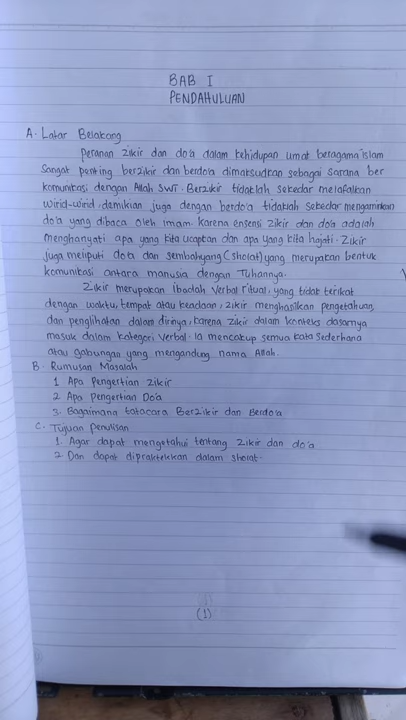 BAB I
PENDAHULUAN
A. Latar Belakang
Peranan zikir dan do'a dalam kehidupan umat beragama islam
Sangat penting berzikir dan berdo'a dimaksudkan sebagai sarana ber
komunikasi dengan Allah SWT. Berzikir tidaklah sekedar melafalkan
wirid-wirid, demikian juga dengan berdo'a tidaklah sekedar mengaminkan
do'a yang dibaca oleh imam. karena ensensi zikir dan do'a adalah
menghayati apa yang kita ucapkan dan apa yang kita hajati. Zikir
juga meliputi do'a dan sembahyang (sholat) yang merupakan bentuk
komunikasi antara manusia dengan Tuhannya.
Zikir merupakan Ibadah Verbal ritual, yang tidak terikat
dengan waktu, tempat atau keadaan, zikir menghasilkan pengetahuan,
dan penglihatan dalam dirinya, karena zikir dalam konteks dasarnya
masuk dalam kategori verbal. Ia mencakup semua kata sederhana
atau gabungan yang mengandung nama Allah.
B. Rumusan Masalah
1 Apa Pengertian Zikir
2 Apa Pengertian Do'a
3. Bagaimana tatacara Berzikir dan Berdo'a
C. Tujuan Penulisan
1. Agar dapat mengetahui tentang Zikir dan do'a
2 Dan dapat dipraktekkan dalam sholat
(1)